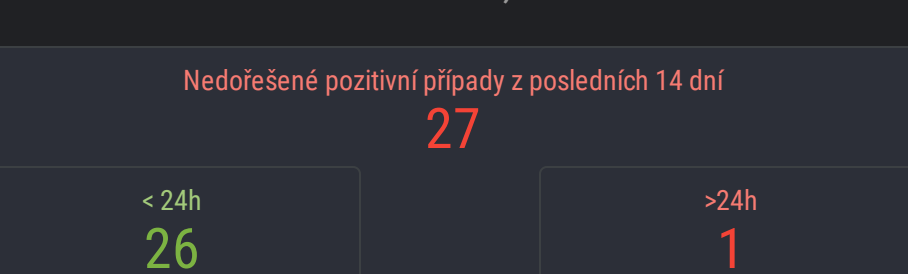 Nedořešené pozitivní případy z posledních 14 dní
27
< 24h
>24h
26
1